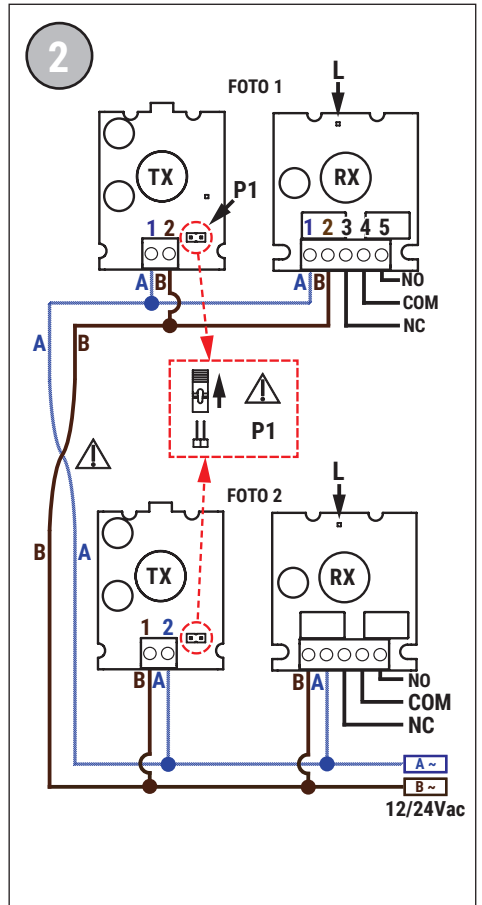 2
FOTO 1
L
TX
RX
P1
1 2
1 2 3 4 5
A B
A B
NO
COM
NC
A
B
P1
FOTO 2
L
B
A
TX
RX
1 2
B A
B A
NO
COM
NC
A ~
B ~
12/24Vac